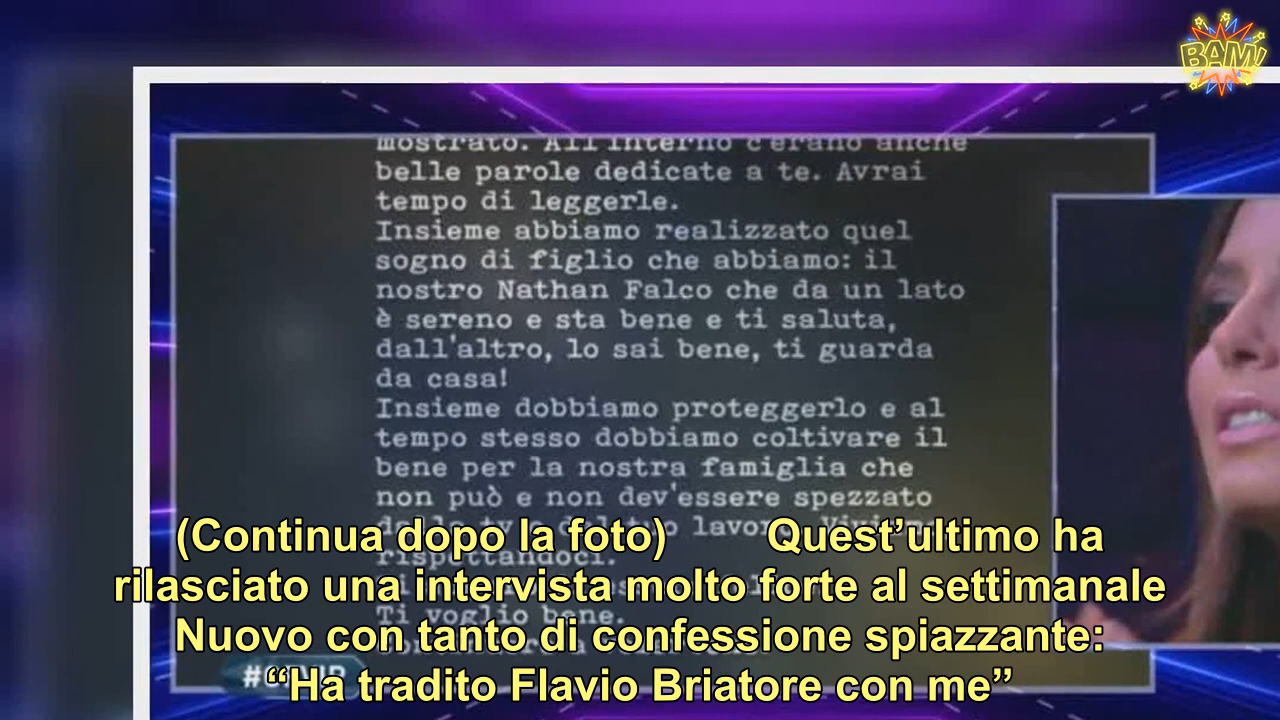 BAM!
mostrato. All'interno c'erano anche
belle parole dedicate a te. Avrai
tempo di leggerle.
Insieme abbiamo realizzato quel
sogno di figlio che abbiamo: il
nostro Nathan Falco che da un lato
è sereno e sta bene e ti saluta,
dall'altro, lo sai bene, ti guarda
da casa!
Insieme dobbiamo proteggerlo e al
tempo stesso dobbiamo coltivare il
bene per la nostra famiglia che
non può e non dev'essere spezzato
rispettandoci.
Ti voglio bene.
(Continua dopo la foto) Quest’ultimo ha
rilasciato una intervista molto forte al settimanale
Nuovo con tanto di confessione spiazzante:
“Ha tradito Flavio Briatore con me”